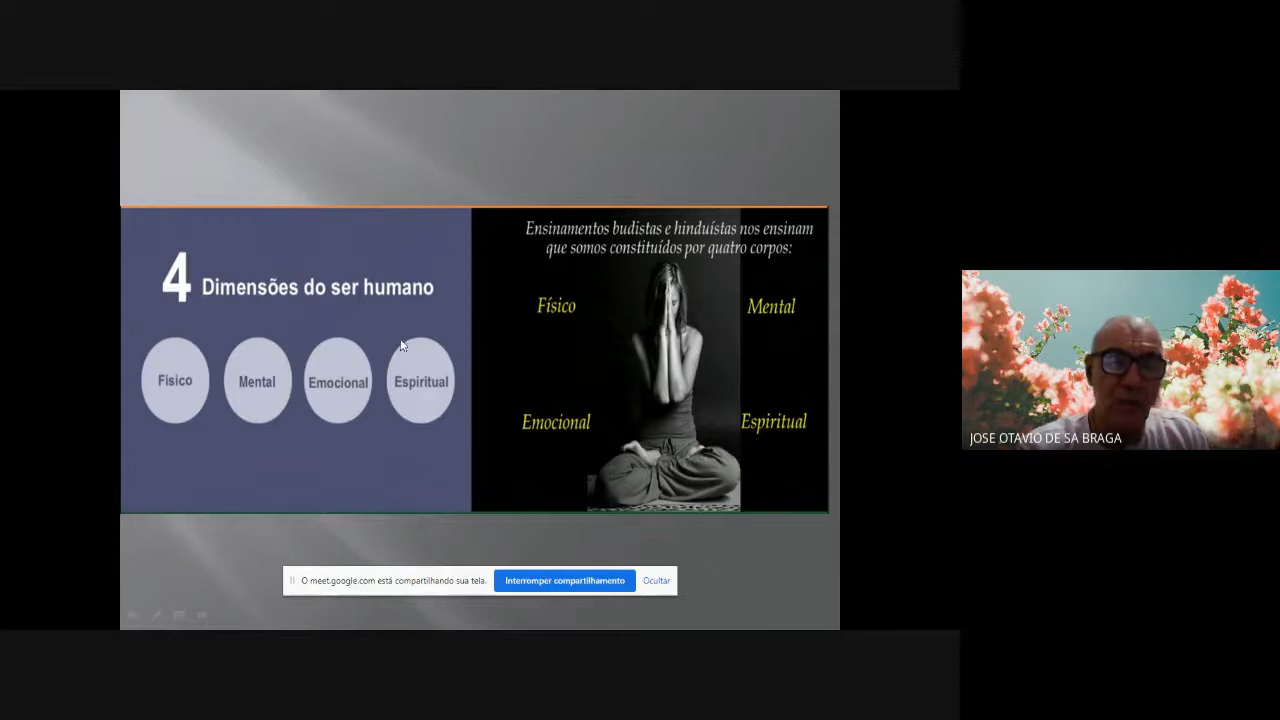 4 Dimensões do ser humano
Físico
Mental
Emocional
Espiritual
Ensinamentos budistas e hinduístas nos ensinam
que somos constituídos por quatro corpos:
Físico
Mental
Emocional
Espiritual
JOSE OTAVIO DE SA BRAGA
O meet.google.com está compartilhando sua tela.
Interromper compartilhamento
Ocultar